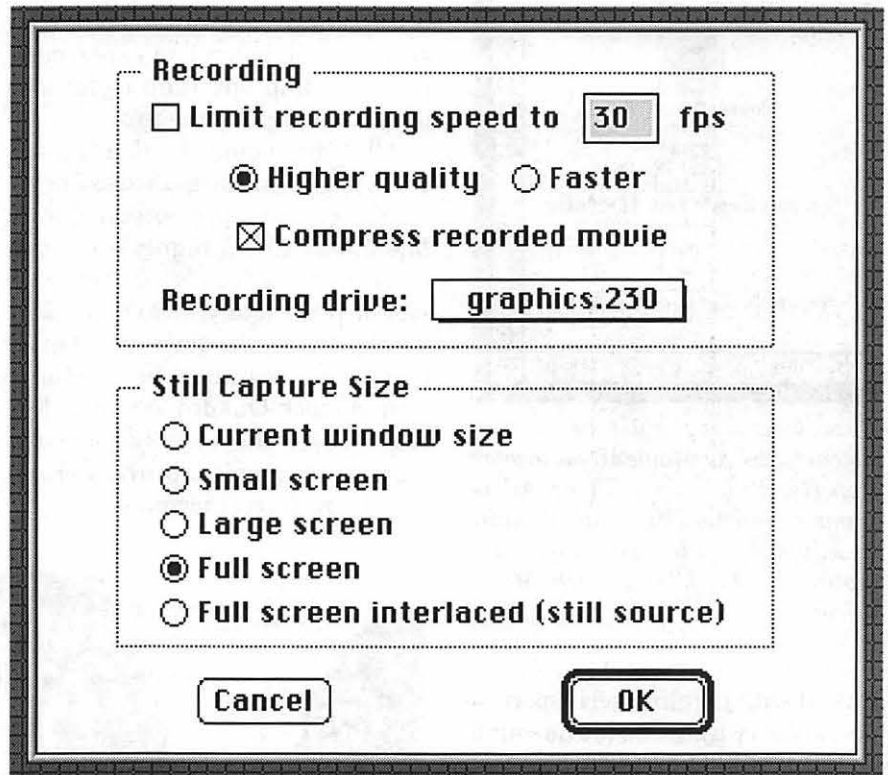 Recording
Limit recording speed to 30 fps
Higher quality Faster
Compress recorded movie
Recording drive: graphics.230
Still Capture Size
Current window size
Small screen
Large screen
Full screen
Full screen interlaced (still source)
Cancel OK